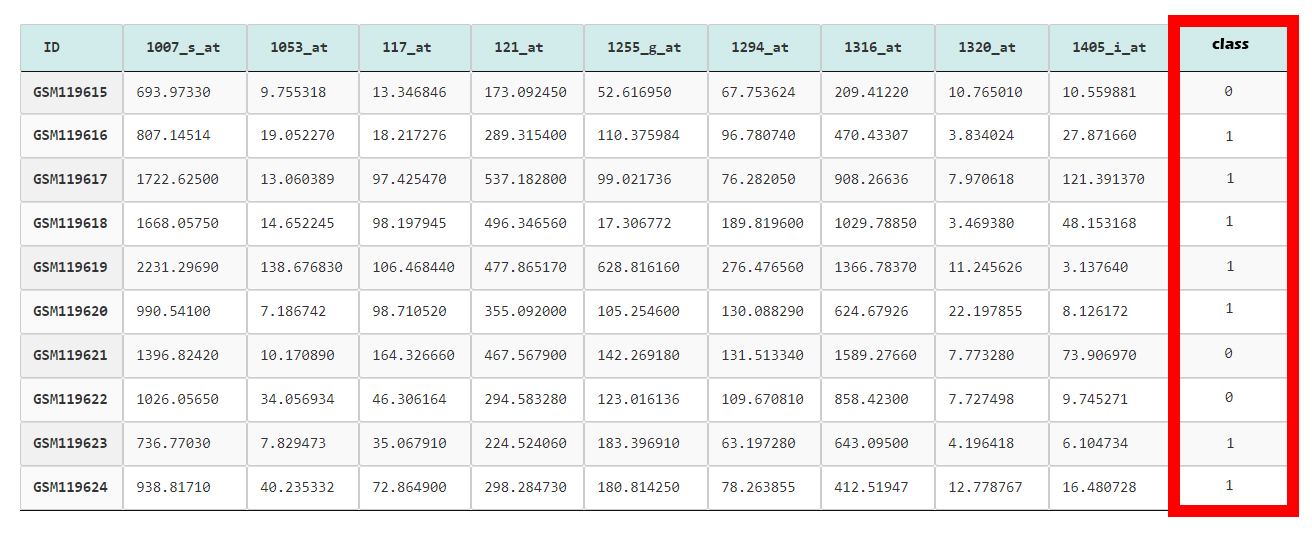 ID 1007_s_at 1053_at 117_at 121_at 1255_g_at 1294_at 1316_at 1320_at 1405_i_at class
GSM119615 693.97330 9.755318 13.346846 173.092450 52.616950 67.753624 209.41220 10.765010 10.559881 0
GSM119616 807.14514 19.052270 18.217276 289.315400 110.375984 96.780740 470.43307 3.834024 27.871660 1
GSM119617 1722.62500 13.060389 97.425470 537.182800 99.021736 76.282050 908.26636 7.970618 121.391370 1
GSM119618 1668.05750 14.652245 98.197945 496.346560 17.306772 189.819600 1029.78850 3.469380 48.153168 1
GSM119619 2231.29690 138.676830 106.468440 477.865170 628.816160 276.476560 1366.78370 11.245626 3.137640 1
GSM119620 990.54100 7.186742 98.710520 355.092000 105.254600 130.088290 624.67926 22.197855 8.126172 1
GSM119621 1396.82420 10.170890 164.326660 467.567900 142.269180 131.513340 1589.27660 7.773280 73.906970 0
GSM119622 1026.05650 34.056934 46.306164 294.583280 123.016136 109.670810 858.42300 7.727498 9.745271 0
GSM119623 736.77030 7.829473 35.067910 224.524060 183.396910 63.197280 643.09500 4.196418 6.104734 1
GSM119624 938.81710 40.235332 72.864900 298.284730 180.814250 78.263855 412.51947 12.778767 16.480728 1